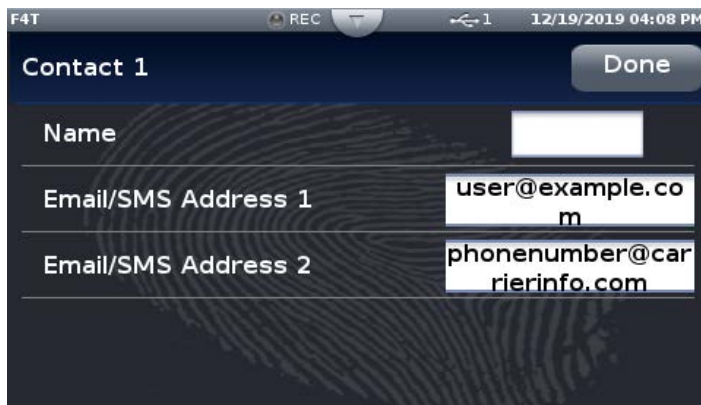 F4T REC 1 12/19/2019 04:08 PM
Contact 1 Done
Name
Email/SMS Address 1 user@example.co
m
Email/SMS Address 2 phonenumber@car
rierinfo.com